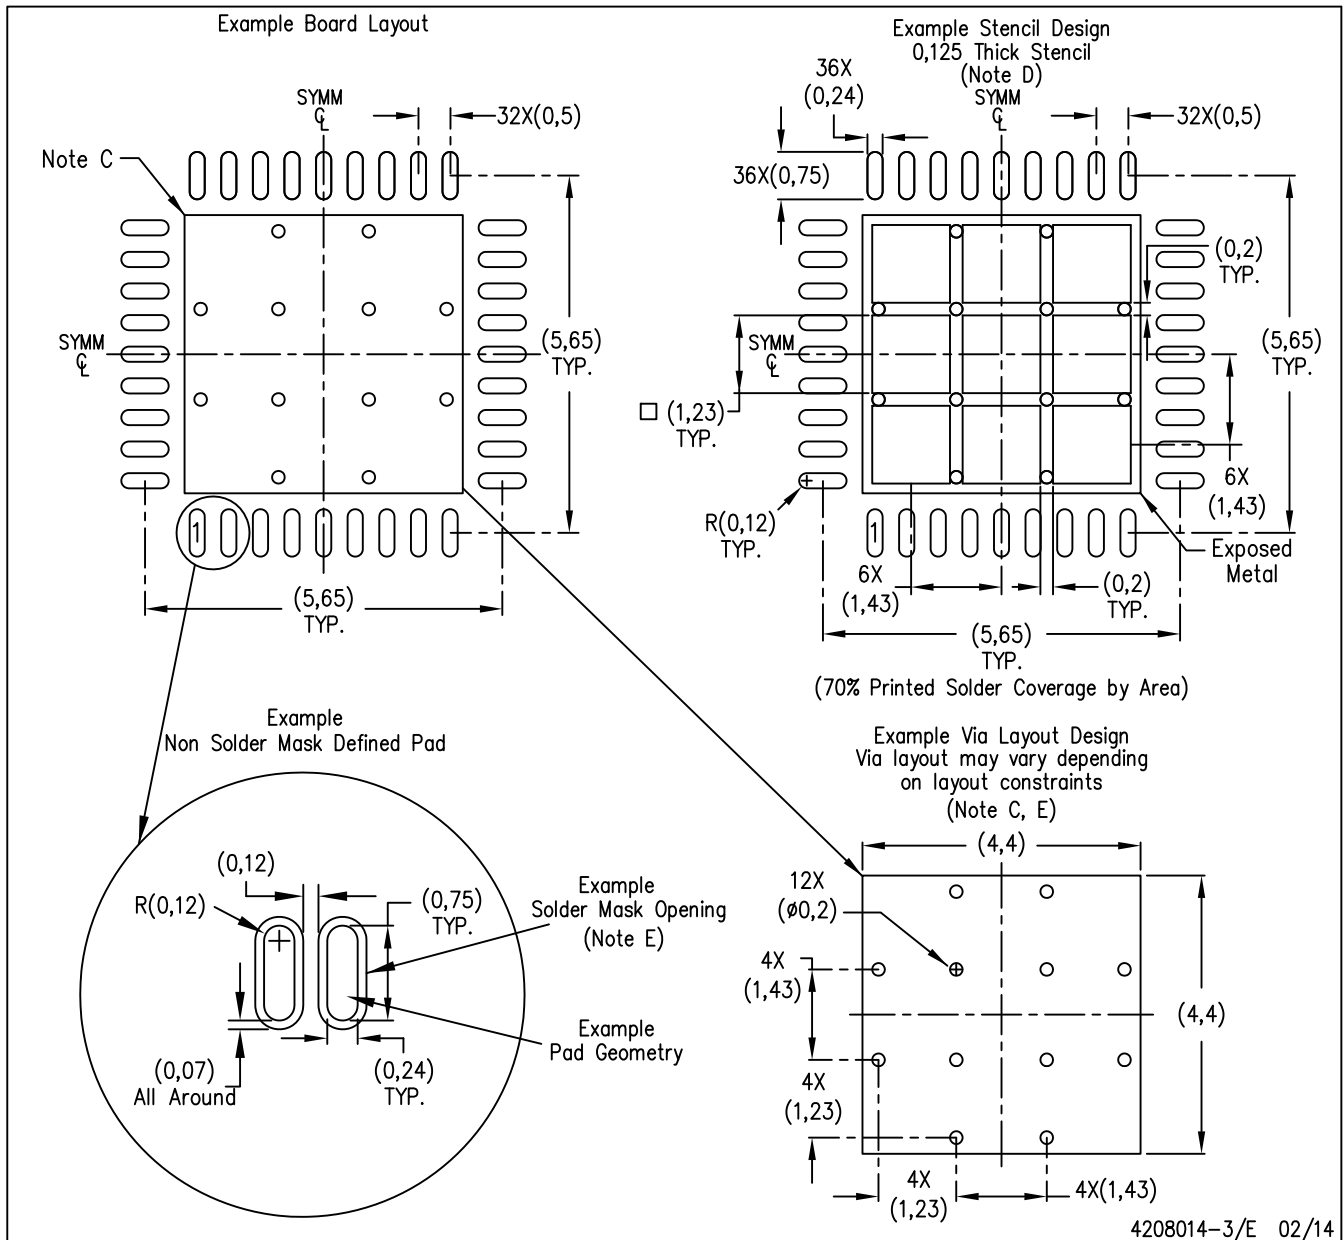 Example Board Layout
SYMM
℄
32X(0,5)
Note C
SYMM
℄
(5,65)
TYP.
1
(5,65)
TYP.
Example Stencil Design
0,125 Thick Stencil
(Note D)
36X
(0,24)
SYMM
℄
32X(0,5)
36X(0,75)
(0,2)
TYP.
SYMM
℄
(5,65)
TYP.
□ (1,23)
TYP.
6X
(1,43)
R(0,12)
TYP.
1
Exposed
Metal
6X
(1,43)
(0,2)
TYP.
(5,65)
TYP.
(70% Printed Solder Coverage by Area)
Example
Non Solder Mask Defined Pad
(0,12)
R(0,12)
(0,75)
TYP.
Example
Solder Mask Opening
(Note E)
Example
Pad Geometry
(0,07)
All Around
(0,24)
TYP.
Example Via Layout Design
Via layout may vary depending
on layout constraints
(Note C, E)
(4,4)
12X
(ø0,2)
4X
(1,43)
(4,4)
4X
(1,23)
4X
(1,23)
4X(1,43)
4208014-3/E 02/14